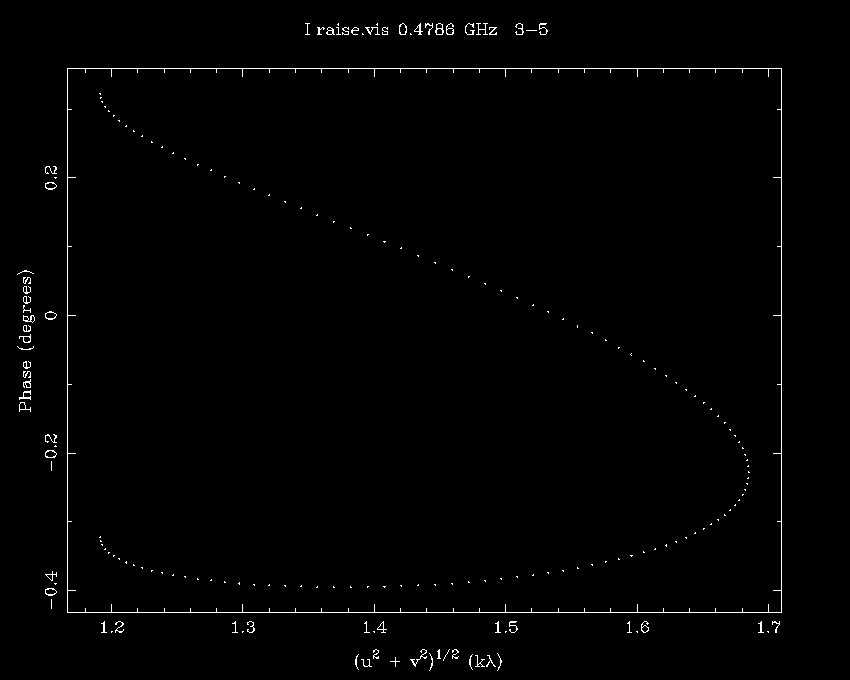 I raise.vis 0.4786 GHz 3−5
0.2
0
−0.2
−0.4
Phase (degrees)
1.2 1.3 1.4 1.5 1.6 1.7
(u² + v²)¹/² (kλ)